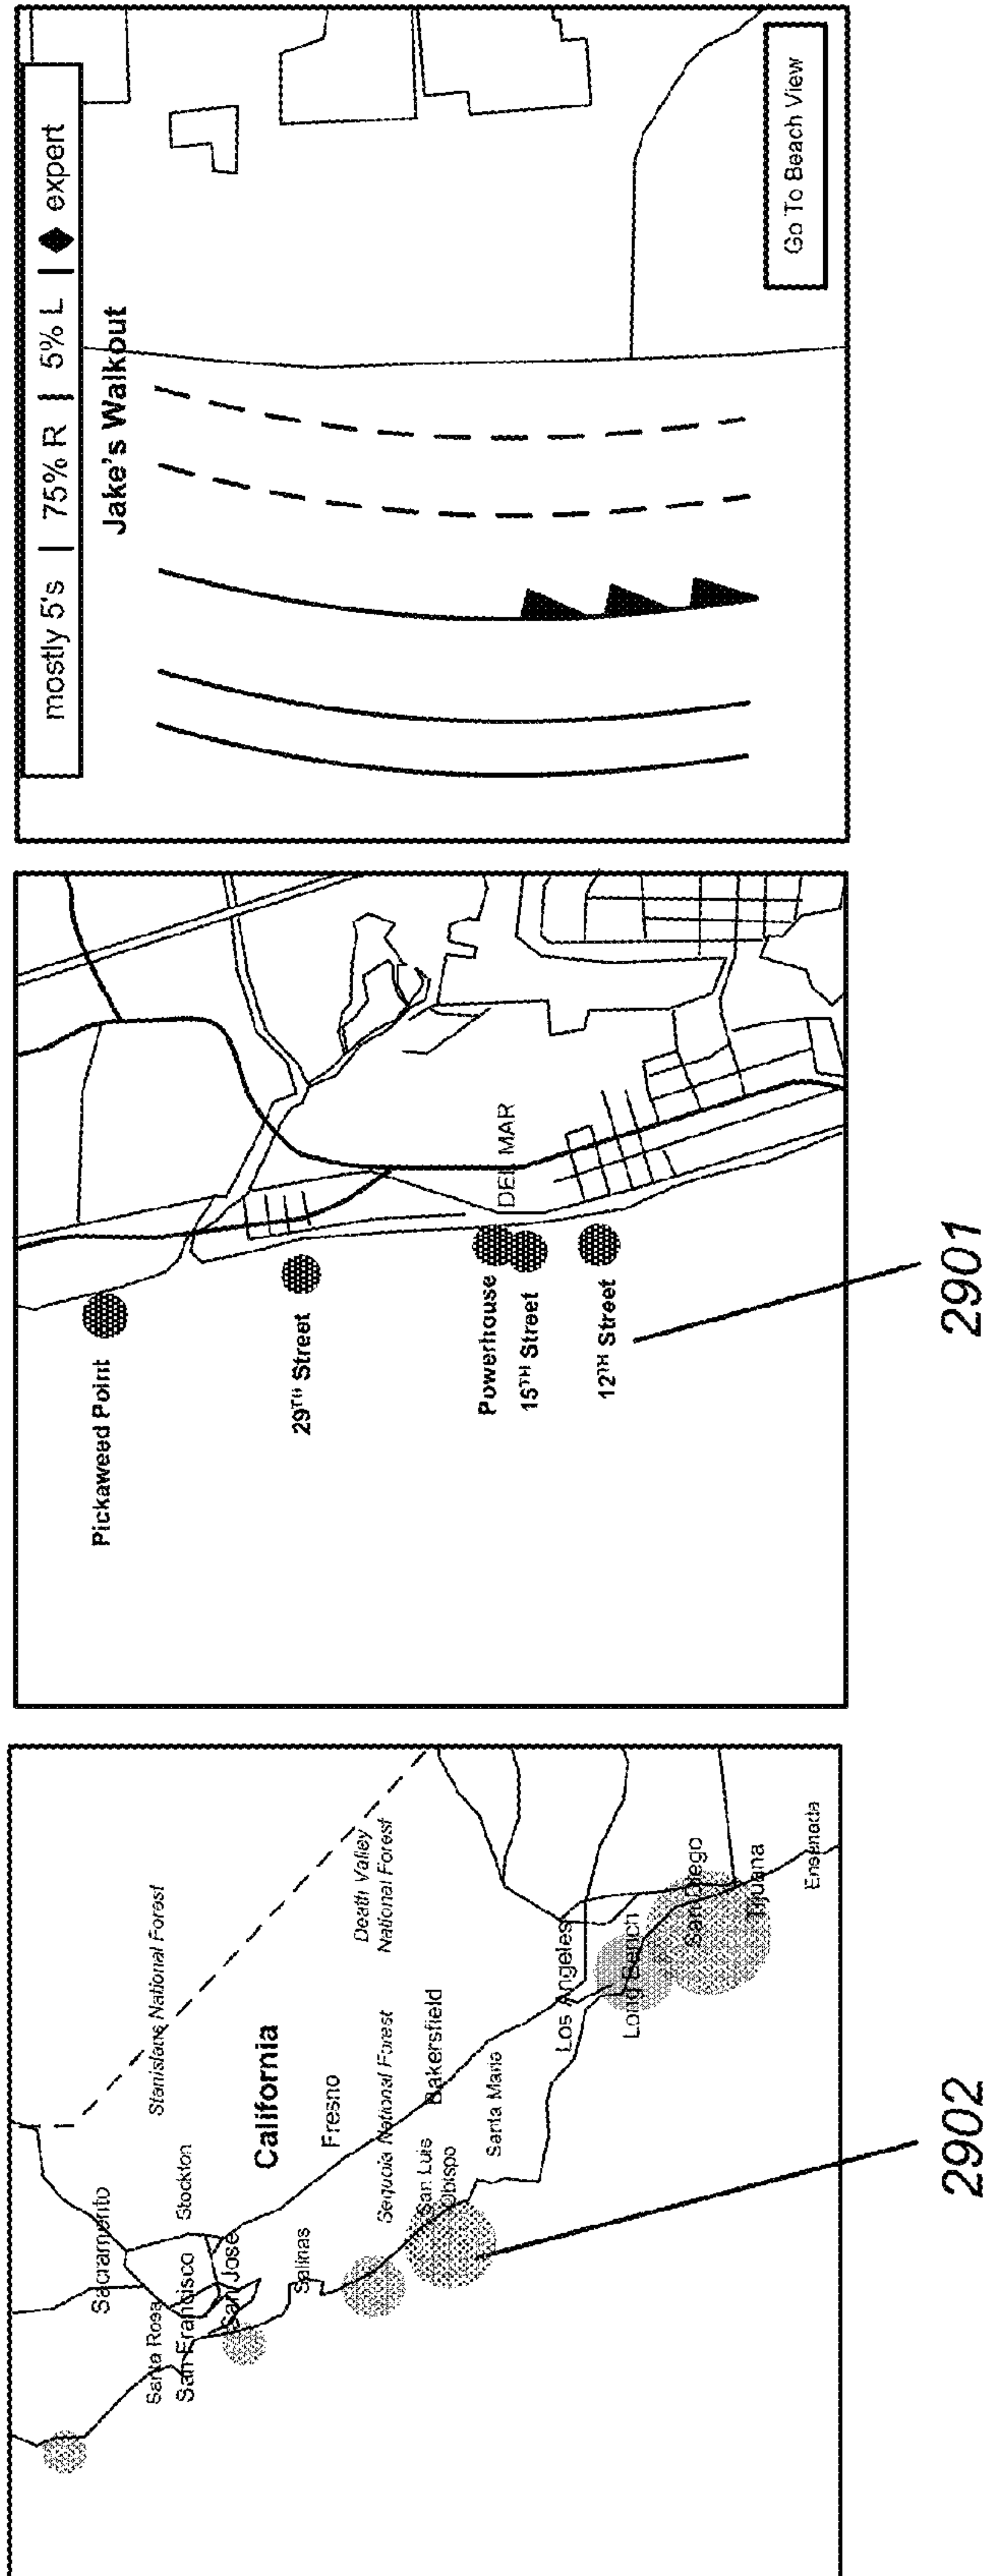 Sacramento
Stanislaus National Forest
Santa Rosa
Stockton
San Francisco
San Jose
California
Salinas
Fresno
Death Valley
National Forest
Sequoia National Forest
San Luis
Obispo
Bakersfield
Santa Maria
Los Angeles
Long Beach
San Diego
Tijuana
Ensenada
2902
Pickaweed Point
29TH Street
Powerhouse
15TH Street
DEL MAR
12TH Street
2901
mostly 5's | 75% R | 5% L | ◆ expert
Jake's Walkout
Go To Beach View